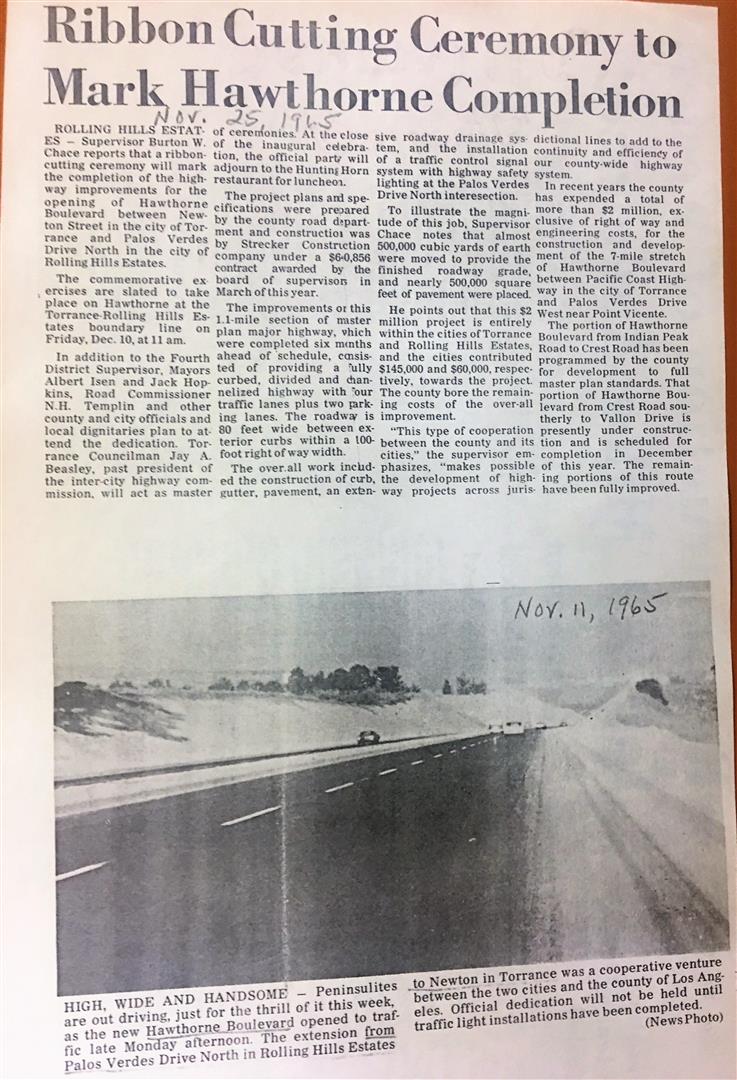 Ribbon Cutting Ceremony to
Mark Hawthorne Completion
Nov. 25, 1965
ROLLING HILLS ESTAT-
ES – Supervisor Burton W.
Chace reports that a ribbon-
cutting ceremony will mark
the completion of the high-
way improvements for the
opening of Hawthorne
Boulevard between New-
ton Street in the city of Tor-
rance and Palos Verdes
Drive North in the city of
Rolling Hills Estates.
The commemorative ex-
ercises are slated to take
place on Hawthorne at the
Torrance-Rolling Hills Es-
tates boundary line on
Friday, Dec. 10, at 11 am.
In addition to the Fourth
District Supervisor, Mayors
Albert Isen and Jack Hop-
kins, Road Commissioner
N.H. Templin and other
county and city officials and
local dignitaries plan to at-
tend the dedication. Tor-
rance Councilman Jay A.
Beasley, past president of
the inter-city highway com-
mission, will act as master
of ceremonies. At the close
of the inaugural celebra-
tion, the official party will
adjourn to the Hunting Horn
restaurant for luncheon.
The project plans and spe-
cifications were prepared
by the county road depart-
ment and construction was
by Strecker Construction
company under a $6-0,856
contract awarded by the
board of supervisors in
March of this year.
The improvements of this
1.1-mile section of master
plan major highway, which
were completed six months
ahead of schedule, consis-
ted of providing a fully
curbed, divided and chan-
nelized highway with four
traffic lanes plus two park-
ing lanes. The roadway is
80 feet wide between ex-
terior curbs within a 100-
foot right of way width.
The over.all work includ-
ed the construction of curb,
gutter, pavement, an exten-
sive roadway drainage sys-
tem, and the installation
of a traffic control signal
system with highway safety
lighting at the Palos Verdes
Drive North interesection.
To illustrate the magni-
tude of this job, Supervisor
Chace notes that almost
500,000 cubic yards of earth
were moved to provide the
finished roadway grade,
and nearly 500,000 square
feet of pavement were placed.
He points out that this $2
million project is entirely
within the cities of Torrance
and Rolling Hills Estates,
and the cities contributed
$145,000 and $60,000, respec-
tively, towards the project.
The county bore the remain-
ing costs of the over-all
improvement.
"This type of cooperation
between the county and its
cities," the supervisor em-
phasizes, "makes possible
the development of high-
way projects across juris-
dictional lines to add to the
continuity and efficiency of
our county-wide highway
system.
In recent years the county
has expended a total of
more than $2 million, ex-
clusive of right of way and
engineering costs, for the
construction and develop-
ment of the 7-mile stretch
of Hawthorne Boulevard
between Pacific Coast High-
way in the city of Torrance
and Palos Verdes Drive
West near Point Vicente.
The portion of Hawthorne
Boulevard from Indian Peak
Road to Crest Road has been
programmed by the county
for development to full
master plan standards. That
portion of Hawthorne Bou-
levard from Crest Road sou-
therly to Vallon Drive is
presently under construc-
tion and is scheduled for
completion in December
of this year. The remain-
ing portions of this route
have been fully improved.
Nov. 11, 1965
HIGH, WIDE AND HANDSOME – Peninsulites
are out driving, just for the thrill of it this week,
as the new Hawthorne Boulevard opened to traf-
fic late Monday afternoon. The extension from
Palos Verdes Drive North in Rolling Hills Estates
to Newton in Torrance was a cooperative venture
between the two cities and the county of Los Ang-
eles. Official dedication will not be held until
traffic light installations have been completed.
(News Photo)